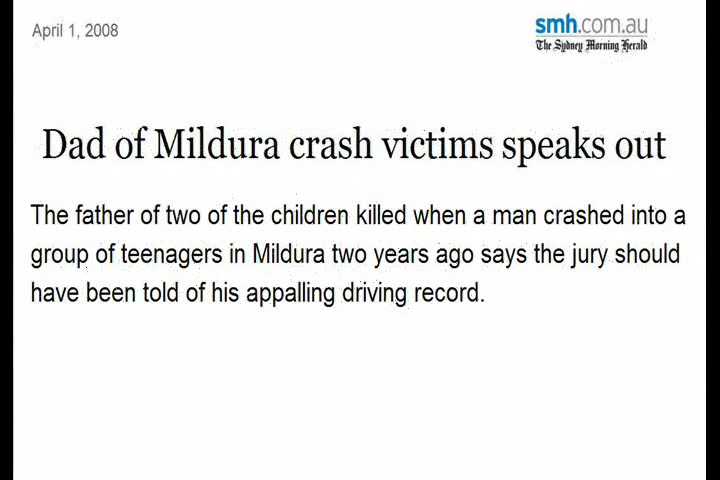 April 1, 2008
smh.com.au
The Sydney Morning Herald
Dad of Mildura crash victims speaks out
The father of two of the children killed when a man crashed into a
group of teenagers in Mildura two years ago says the jury should
have been told of his appalling driving record.